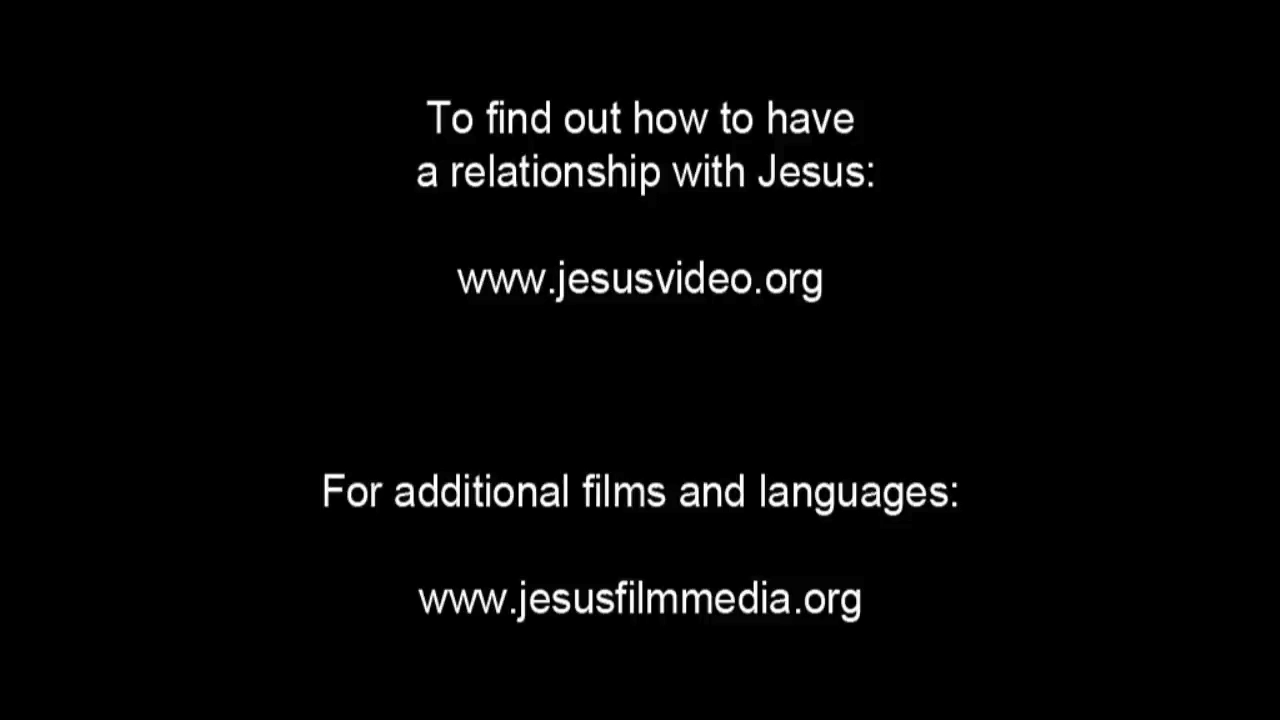 To find out how to have
a relationship with Jesus:
www.jesusvideo.org
For additional films and languages:
www.jesusfilmmedia.org